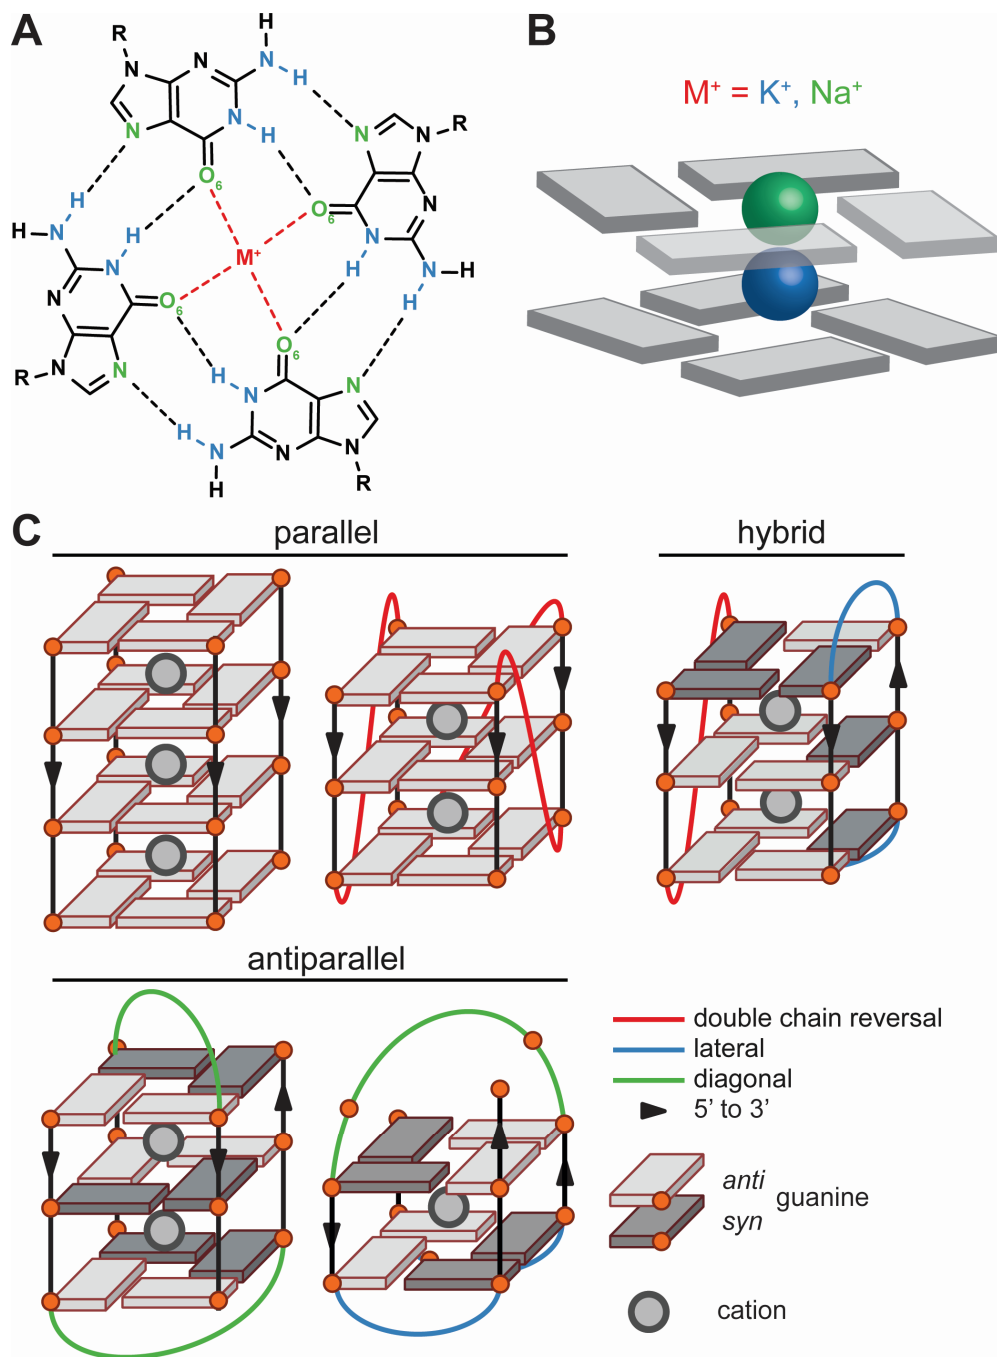 A
B
H
R
N
N
N
H
M⁺ = K⁺, Na⁺
N
N
H
N
N
R
H
O₆
H
H
O₆
N
H
N
N
M⁺
N
N
H
N
O₆
H
H
O₆
N
H
N
N
R
N
H
N
N
H
N
N
H
R
C
parallel
hybrid
antiparallel
double chain reversal
lateral
diagonal
5' to 3'
anti
guanine
syn
cation